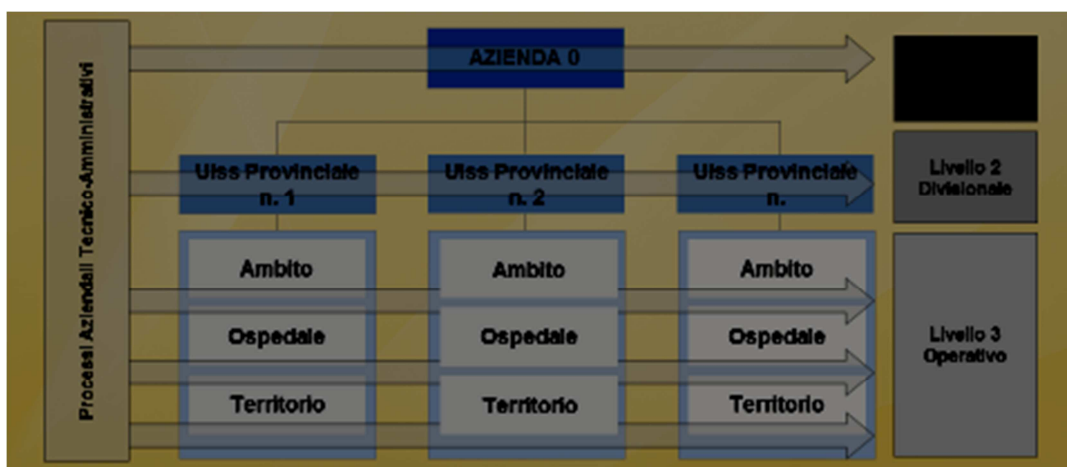 Processi Aziendali Tecnico-Amministrativi
AZIENDA 0
Ulss Provinciale
n. 1
Ulss Provinciale
n. 2
Ulss Provinciale
n.
Livello 2
Divisionale
Ambito
Ambito
Ambito
Ospedale
Ospedale
Ospedale
Livello 3
Operativo
Territorio
Territorio
Territorio